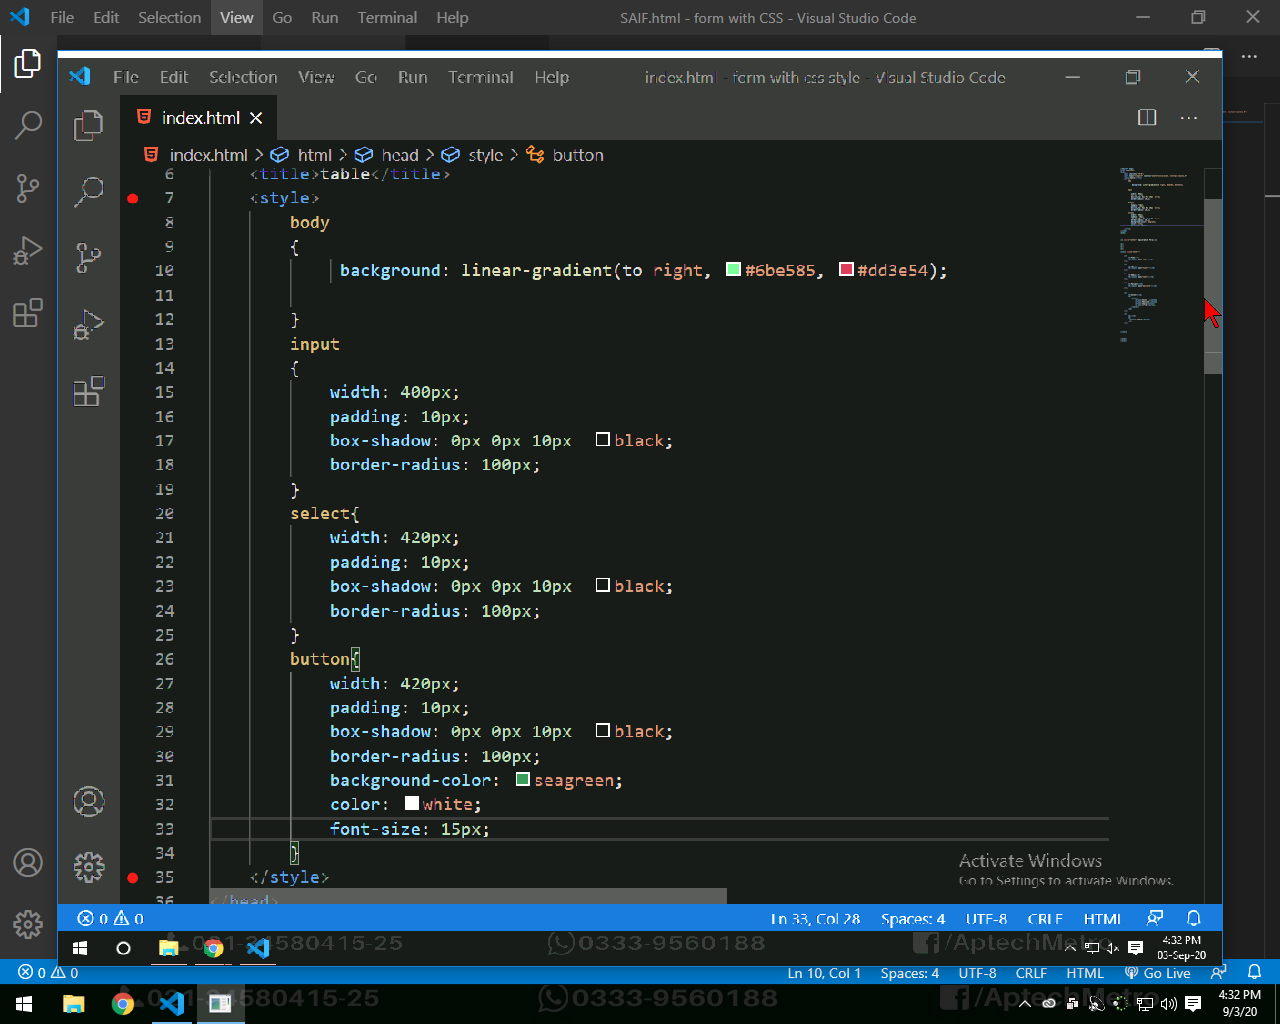 File Edit Selection View Go Run Terminal Help SAIF.html - form with CSS - Visual Studio Code
File Edit Selection View Go Run Terminal Help index.html - form with css style - Visual Studio Code
index.html
index.html > html > head > style > button
6 <title>table</title>
7 <style>
8 body
9 {
10 background: linear-gradient(to right, #6be585, #dd3e54);
11
12 }
13 input
14 {
15 width: 400px;
16 padding: 10px;
17 box-shadow: 0px 0px 10px black;
18 border-radius: 100px;
19 }
20 select{
21 width: 420px;
22 padding: 10px;
23 box-shadow: 0px 0px 10px black;
24 border-radius: 100px;
25 }
26 button{
27 width: 420px;
28 padding: 10px;
29 box-shadow: 0px 0px 10px black;
30 border-radius: 100px;
31 background-color: seagreen;
32 color: white;
33 font-size: 15px;
34 }
35 </style>
36 </head>
Activate Windows
Go to Settings to activate Windows.
0 0 Ln 33, Col 28 Spaces: 4 UTF-8 CRLF HTML
021-34580415-25 0333-9560188 /AptechMetro
4:32 PM
03-Sep-20
0 0 Ln 10, Col 1 Spaces: 4 UTF-8 CRLF HTML Go Live
021-34580415-25 0333-9560188 /AptechMetro
4:32 PM
9/3/20